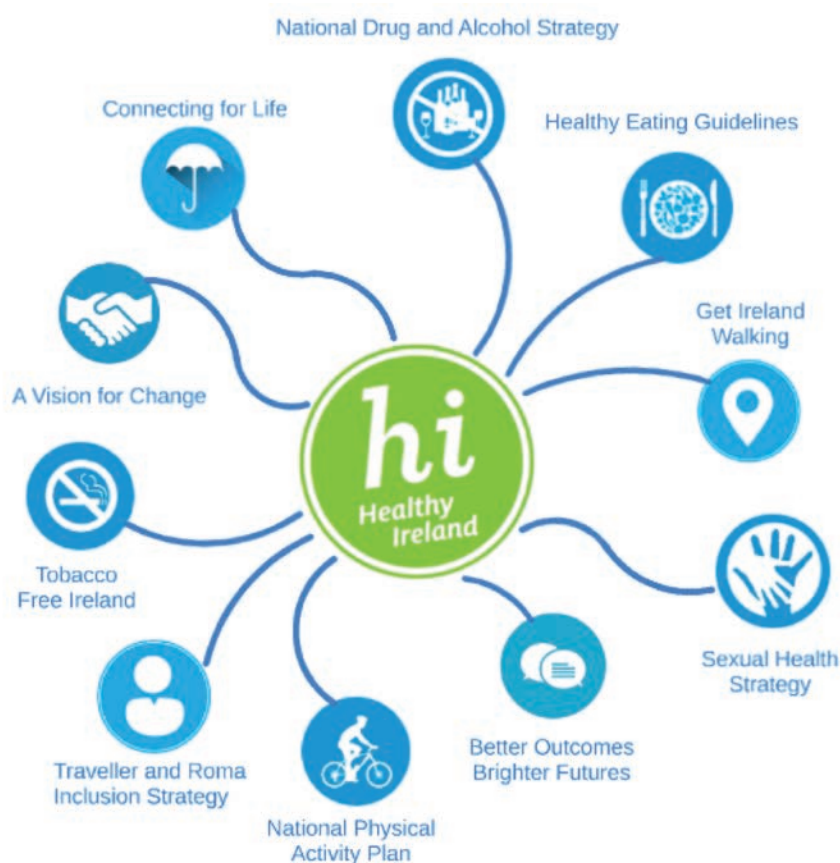 National Drug and Alcohol Strategy
Connecting for Life
Healthy Eating Guidelines
Get Ireland
Walking
A Vision for Change
hi
Healthy
Ireland
Tobacco
Free Ireland
Sexual Health
Strategy
Better Outcomes
Brighter Futures
Traveller and Roma
Inclusion Strategy
National Physical
Activity Plan